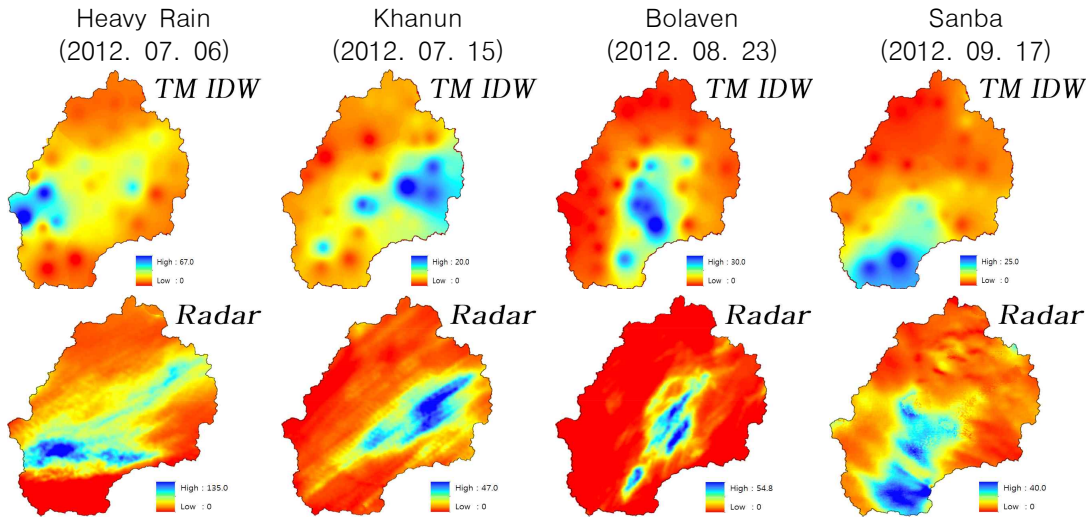 Heavy Rain
(2012. 07. 06)
Khanun
(2012. 07. 15)
Bolaven
(2012. 08. 23)
Sanba
(2012. 09. 17)
TM IDW
TM IDW
TM IDW
TM IDW
High : 67.0
Low : 0
High : 20.0
Low : 0
High : 30.0
Low : 0
High : 25.0
Low : 0
Radar
Radar
Radar
Radar
High : 135.0
Low : 0
High : 47.0
Low : 0
High : 54.8
Low : 0
High : 40.0
Low : 0